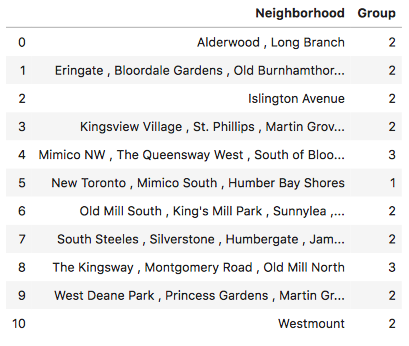 Neighborhood Group
0 Alderwood , Long Branch 2
1 Eringate , Bloordale Gardens , Old Burnhamthor... 2
2 Islington Avenue 2
3 Kingsview Village , St. Phillips , Martin Grov... 2
4 Mimico NW , The Queensway West , South of Bloo... 3
5 New Toronto , Mimico South , Humber Bay Shores 1
6 Old Mill South , King's Mill Park , Sunnylea ,... 2
7 South Steeles , Silverstone , Humbergate , Jam... 2
8 The Kingsway , Montgomery Road , Old Mill North 3
9 West Deane Park , Princess Gardens , Martin Gr... 2
10 Westmount 2